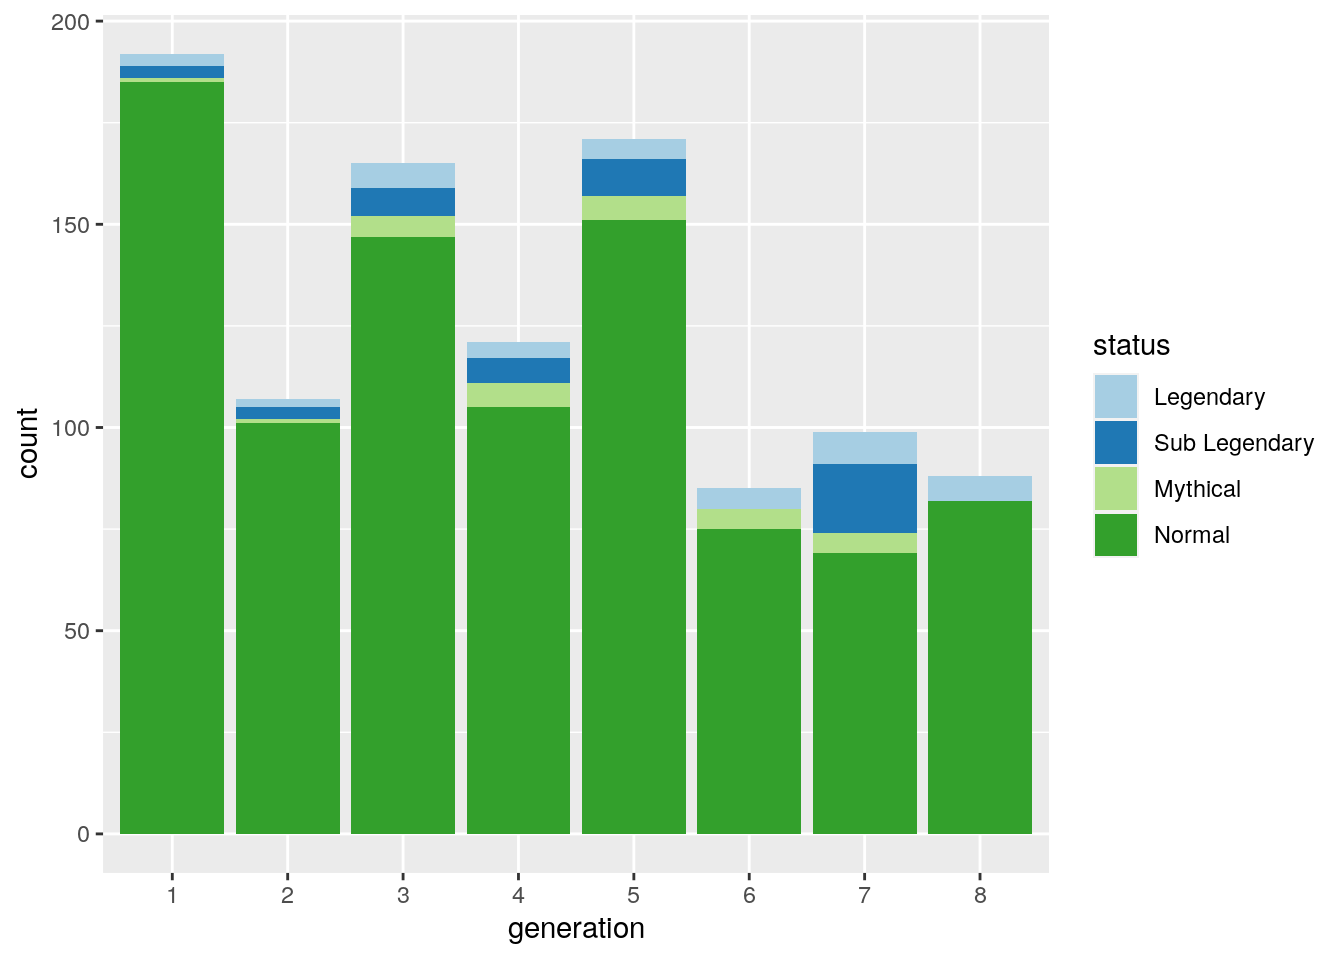 200
150
100
50
0
count
1 2 3 4 5 6 7 8
generation
status
Legendary
Sub Legendary
Mythical
Normal